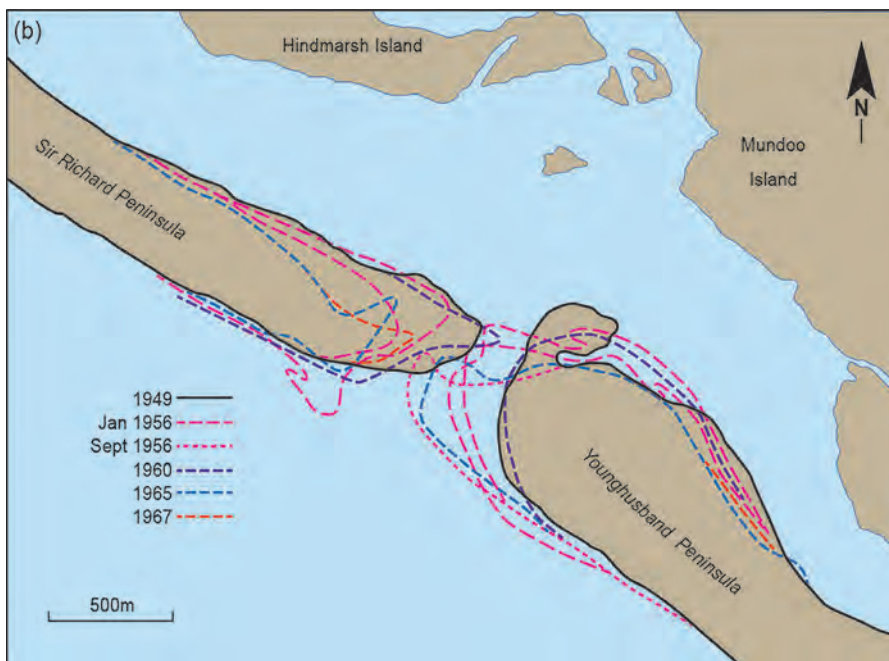 (b)
Hindmarsh Island
N
Mundoo
Island
Sir Richard Peninsula
Younghusband Peninsula
1949
Jan 1956
Sept 1956
1960
1965
1967
500m